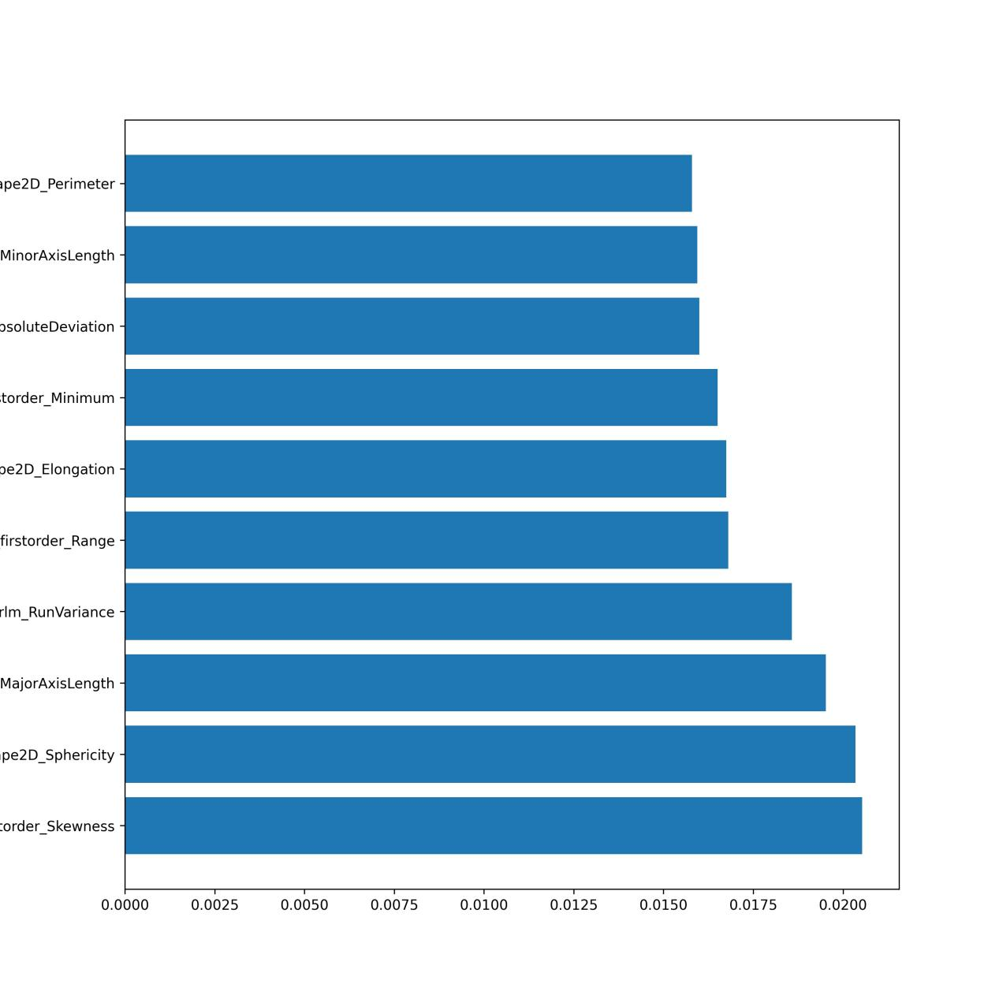 ape2D_Perimeter
MinorAxisLength
bsoluteDeviation
storder_Minimum
pe2D_Elongation
firstorder_Range
rlm_RunVariance
MajorAxisLength
ape2D_Sphericity
torder_Skewness
0.0000 0.0025 0.0050 0.0075 0.0100 0.0125 0.0150 0.0175 0.0200